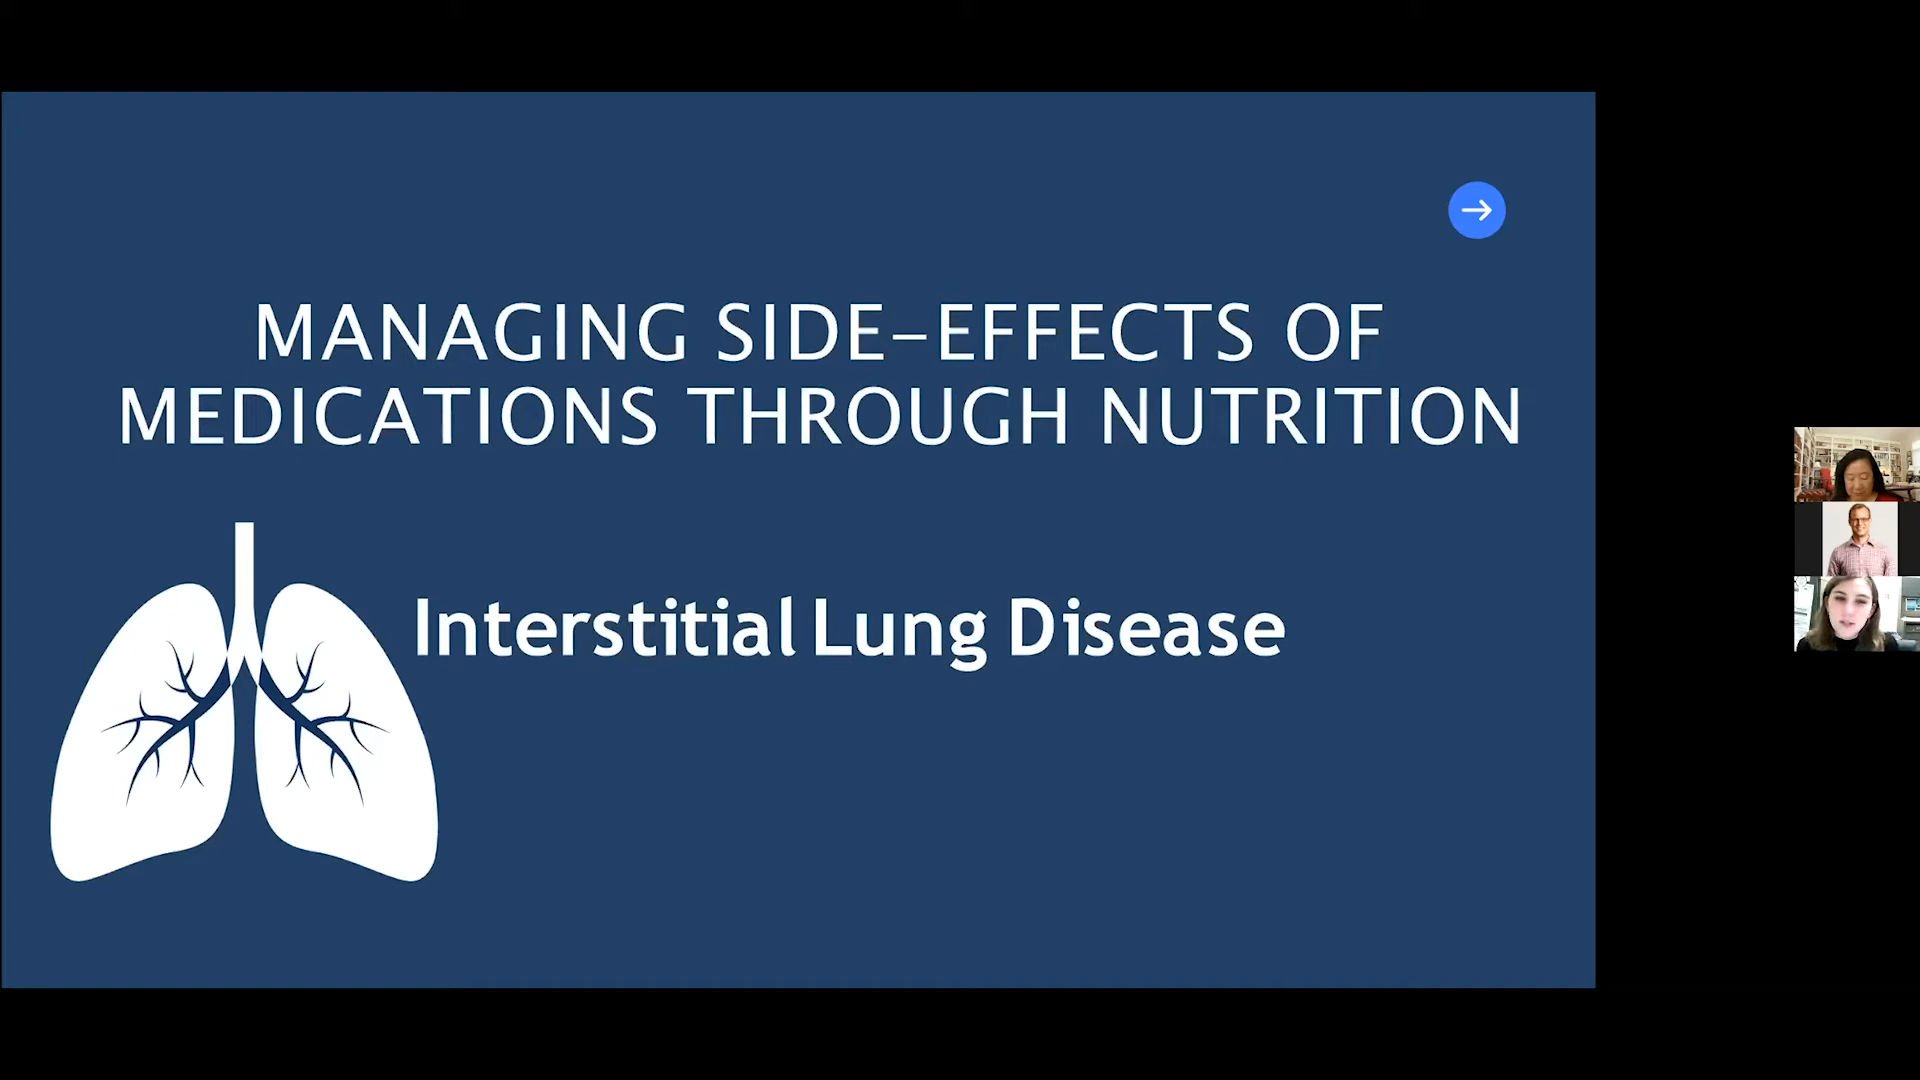 MANAGING SIDE-EFFECTS OF
MEDICATIONS THROUGH NUTRITION
Interstitial Lung Disease